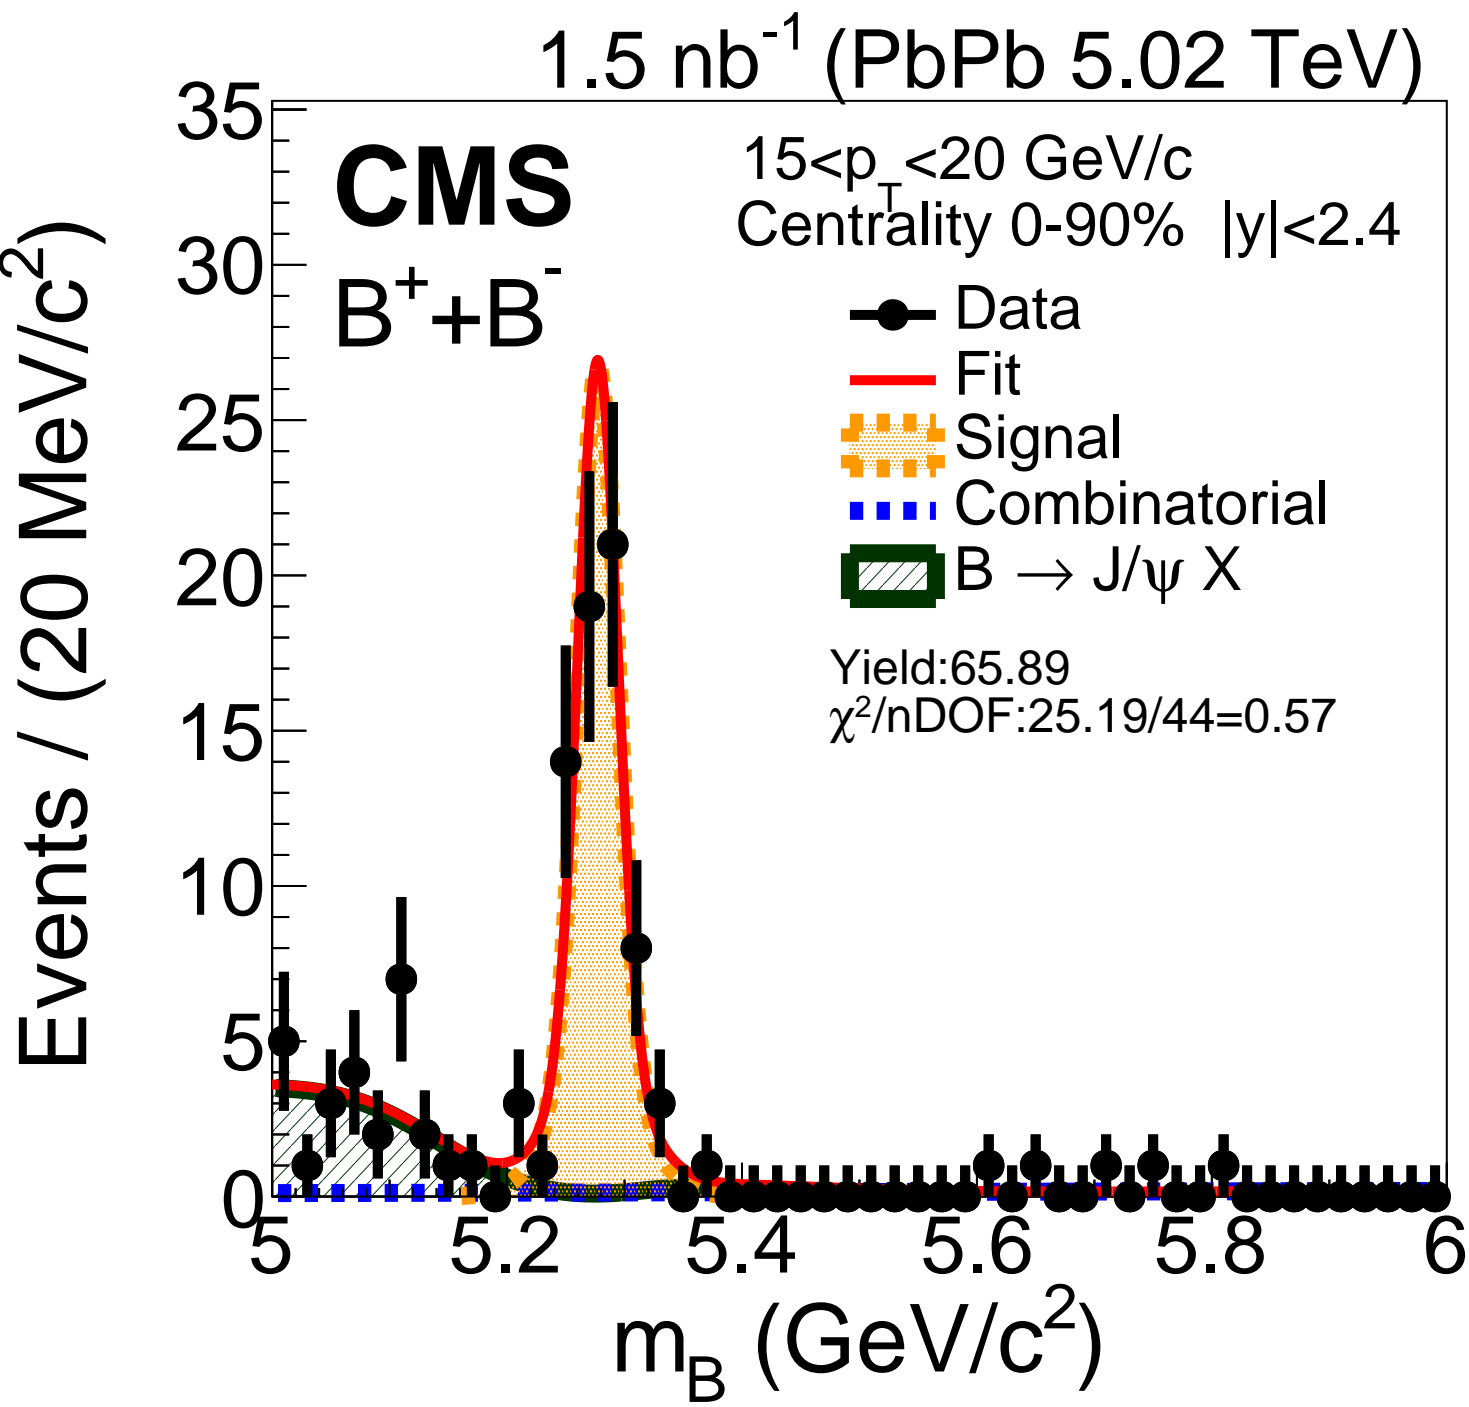 1.5 nb⁻¹ (PbPb 5.02 TeV)
CMS
B⁺+B⁻
15<p_T<20 GeV/c
Centrality 0-90% |y|<2.4
Data
Fit
Signal
Combinatorial
B → J/ψ X
Yield:65.89
χ²/nDOF:25.19/44=0.57
Events / (20 MeV/c²)
35
30
25
20
15
10
5
0
5 5.2 5.4 5.6 5.8 6
m_B (GeV/c²)